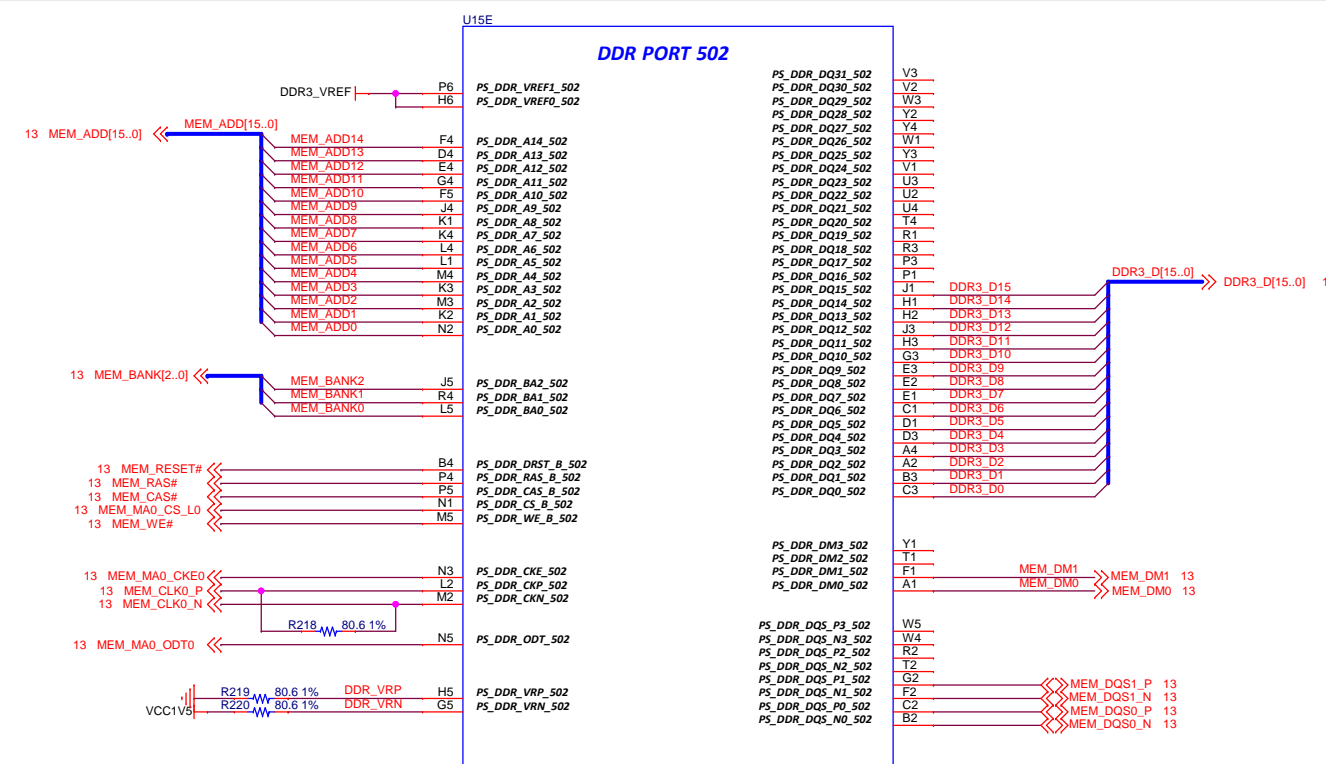 U15E
DDR PORT 502
DDR3_VREF
P6 PS_DDR_VREF1_502
H6 PS_DDR_VREF0_502
13 MEM_ADD[15..0]
MEM_ADD[15..0]
MEM_ADD14 F4 PS_DDR_A14_502
MEM_ADD13 D4 PS_DDR_A13_502
MEM_ADD12 E4 PS_DDR_A12_502
MEM_ADD11 G4 PS_DDR_A11_502
MEM_ADD10 F5 PS_DDR_A10_502
MEM_ADD9 J4 PS_DDR_A9_502
MEM_ADD8 K1 PS_DDR_A8_502
MEM_ADD7 K4 PS_DDR_A7_502
MEM_ADD6 L4 PS_DDR_A6_502
MEM_ADD5 L1 PS_DDR_A5_502
MEM_ADD4 M4 PS_DDR_A4_502
MEM_ADD3 K3 PS_DDR_A3_502
MEM_ADD2 M3 PS_DDR_A2_502
MEM_ADD1 K2 PS_DDR_A1_502
MEM_ADD0 N2 PS_DDR_A0_502
13 MEM_BANK[2..0]
MEM_BANK2 J5 PS_DDR_BA2_502
MEM_BANK1 R4 PS_DDR_BA1_502
MEM_BANK0 L5 PS_DDR_BA0_502
13 MEM_RESET# B4 PS_DDR_DRST_B_502
13 MEM_RAS# P4 PS_DDR_RAS_B_502
13 MEM_CAS# P5 PS_DDR_CAS_B_502
13 MEM_MA0_CS_L0 N1 PS_DDR_CS_B_502
13 MEM_WE# M5 PS_DDR_WE_B_502
13 MEM_MA0_CKE0 N3 PS_DDR_CKE_502
13 MEM_CLK0_P L2 PS_DDR_CKP_502
13 MEM_CLK0_N M2 PS_DDR_CKN_502
R218 80.6 1%
13 MEM_MA0_ODT0 N5 PS_DDR_ODT_502
R219 80.6 1% DDR_VRP H5 PS_DDR_VRP_502
VCC1V5 R220 80.6 1% DDR_VRN G5 PS_DDR_VRN_502
PS_DDR_DQ31_502 V3
PS_DDR_DQ30_502 V2
PS_DDR_DQ29_502 W3
PS_DDR_DQ28_502 Y2
PS_DDR_DQ27_502 Y4
PS_DDR_DQ26_502 W1
PS_DDR_DQ25_502 Y3
PS_DDR_DQ24_502 V1
PS_DDR_DQ23_502 U3
PS_DDR_DQ22_502 U2
PS_DDR_DQ21_502 U4
PS_DDR_DQ20_502 T4
PS_DDR_DQ19_502 R1
PS_DDR_DQ18_502 R3
PS_DDR_DQ17_502 P3
PS_DDR_DQ16_502 P1
PS_DDR_DQ15_502 J1 DDR3_D15
PS_DDR_DQ14_502 H1 DDR3_D14
PS_DDR_DQ13_502 H2 DDR3_D13
PS_DDR_DQ12_502 J3 DDR3_D12
PS_DDR_DQ11_502 H3 DDR3_D11
PS_DDR_DQ10_502 G3 DDR3_D10
PS_DDR_DQ9_502 E3 DDR3_D9
PS_DDR_DQ8_502 E2 DDR3_D8
PS_DDR_DQ7_502 E1 DDR3_D7
PS_DDR_DQ6_502 C1 DDR3_D6
PS_DDR_DQ5_502 D1 DDR3_D5
PS_DDR_DQ4_502 D3 DDR3_D4
PS_DDR_DQ3_502 A4 DDR3_D3
PS_DDR_DQ2_502 A2 DDR3_D2
PS_DDR_DQ1_502 B3 DDR3_D1
PS_DDR_DQ0_502 C3 DDR3_D0
DDR3_D[15..0]
DDR3_D[15..0]
PS_DDR_DM3_502 Y1
PS_DDR_DM2_502 T1
PS_DDR_DM1_502 F1 MEM_DM1 MEM_DM1 13
PS_DDR_DM0_502 A1 MEM_DM0 MEM_DM0 13
PS_DDR_DQS_P3_502 W5
PS_DDR_DQS_N3_502 W4
PS_DDR_DQS_P2_502 R2
PS_DDR_DQS_N2_502 T2
PS_DDR_DQS_P1_502 G2 MEM_DQS1_P 13
PS_DDR_DQS_N1_502 F2 MEM_DQS1_N 13
PS_DDR_DQS_P0_502 C2 MEM_DQS0_P 13
PS_DDR_DQS_N0_502 B2 MEM_DQS0_N 13